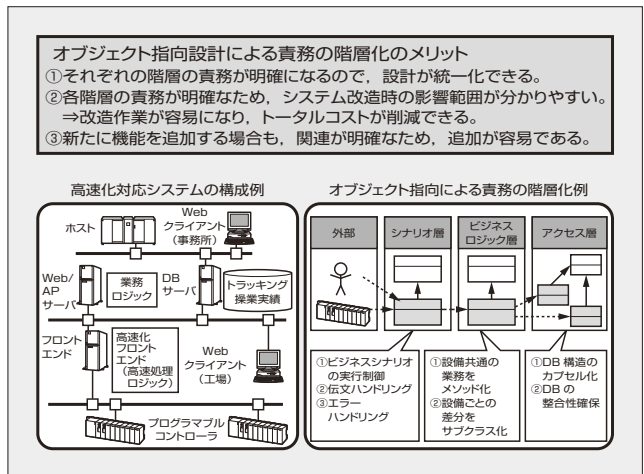 オブジェクト指向設計による責務の階層化のメリット
①それぞれの階層の責務が明確になるので，設計が統一化できる。
②各階層の責務が明確なため，システム改造時の影響範囲が分かりやすい。
⇒改造作業が容易になり，トータルコストが削減できる。
③新たに機能を追加する場合も，関連が明確なため，追加が容易である。
高速化対応システムの構成例
ホスト
Web
クライアント
（事務所）
Web/
AP
サーバ
業務
ロジック
DB
サーバ
トラッキング
操業実績
フロント
エンド
高速化
フロント
エンド
（高速処理
ロジック）
Web
クライアント
（工場）
プログラマブル
コントローラ
オブジェクト指向による責務の階層化例
外部
シナリオ層
ビジネス
ロジック層
アクセス層
①ビジネスシナリオ
の実行制御
②伝文ハンドリング
③エラー
ハンドリング
①設備共通の
業務を
メソッド化
②設備ごとの
差分を
サブクラス化
①DB 構造の
カプセル化
②DB の
整合性確保